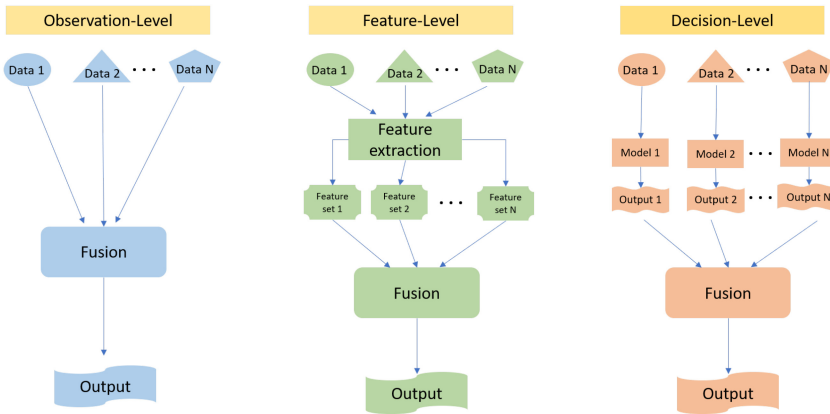 Observation-Level
Data 1
Data 2
...
Data N
Fusion
Output
Feature-Level
Data 1
Data 2
...
Data N
Feature
extraction
Feature
set 1
Feature
set 2
...
Feature
set N
Fusion
Output
Decision-Level
Data 1
Data 2
...
Data N
Model 1
Model 2
...
Model N
Output 1
Output 2
...
Output N
Fusion
Output